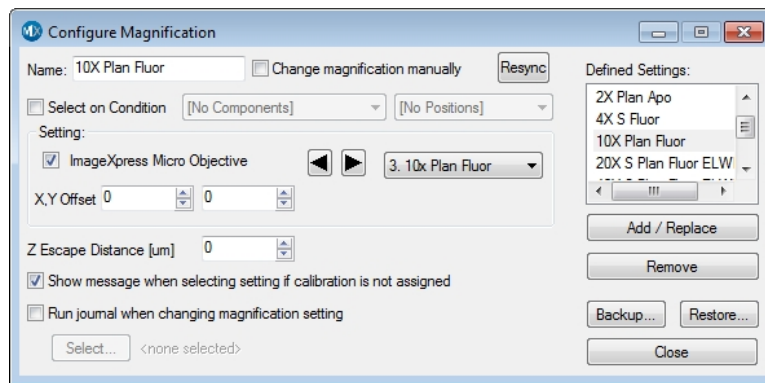 MX Configure Magnification
Name: 10X Plan Fluor Change magnification manually Resync
Select on Condition [No Components] [No Positions]
Setting:
ImageXpress Micro Objective 3. 10x Plan Fluor
X,Y Offset 0 0
Z Escape Distance [um] 0
Show message when selecting setting if calibration is not assigned
Run journal when changing magnification setting
Select... <none selected>
Defined Settings:
2X Plan Apo
4X S Fluor
10X Plan Fluor
20X S Plan Fluor ELW
Add / Replace
Remove
Backup... Restore...
Close